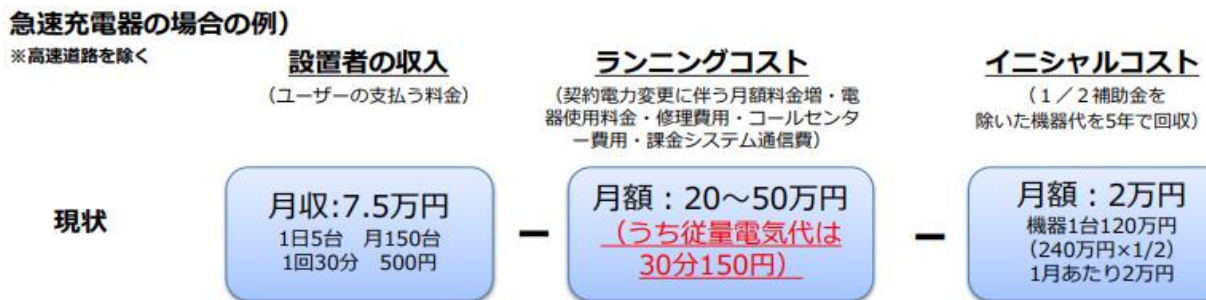 急速充電器の場合の例)
※高速道路を除く
設置者の収入
(ユーザーの支払う料金)
ランニングコスト
(契約電力変更に伴う月額料金増・電
器使用料金・修理費用・コールセンタ
ー費用・課金システム通信費)
イニシャルコスト
(1/2補助金を
除いた機器代を5年で回収)
現状
月収:7.5万円
1日5台 月150台
1回30分 500円
ー
月額:20~50万円
(うち従量電気代は
30分150円)
ー
月額:2万円
機器1台120万円
(240万円×1/2)
1月あたり2万円